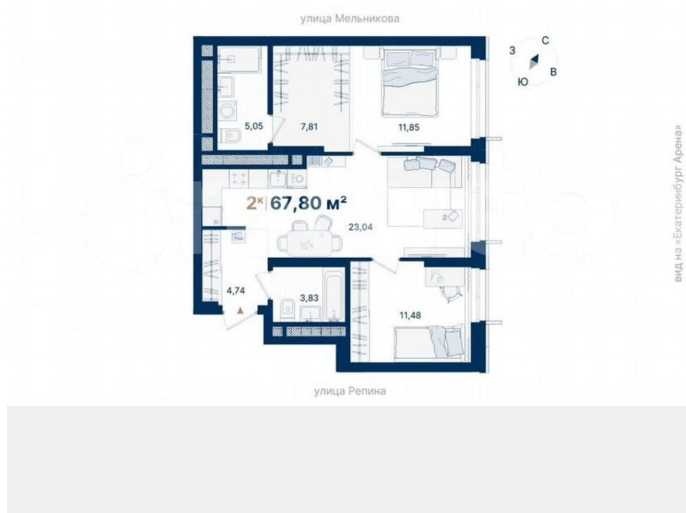 улица Мельникова
С
З
В
Ю
5,05
7,81
11,85
2к 67,80 м²
23,04
4,74
3,83
11,48
вид на «Екатеринбург Арена»
улица Репина